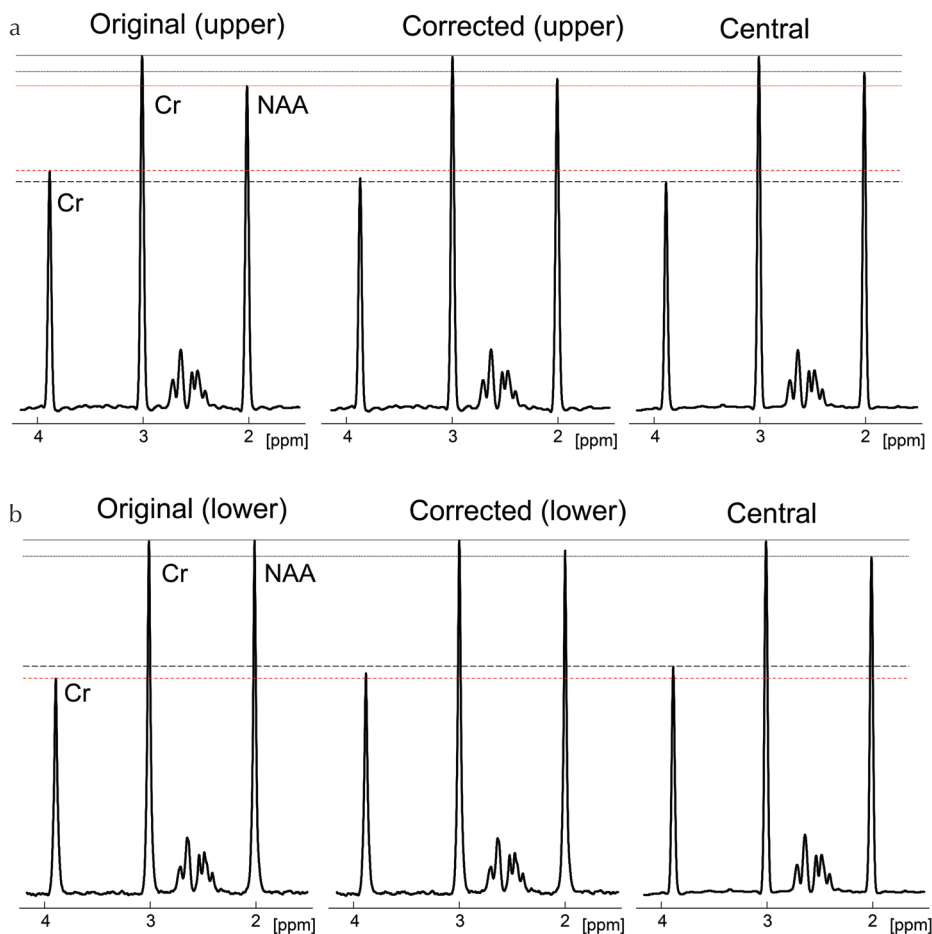 a
Original (upper) Corrected (upper) Central
Cr NAA
Cr
4 3 2 [ppm] 4 3 2 [ppm] 4 3 2 [ppm]
b
Original (lower) Corrected (lower) Central
Cr NAA
Cr
4 3 2 [ppm] 4 3 2 [ppm] 4 3 2 [ppm]